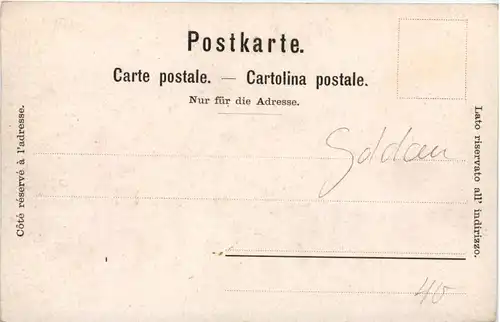 Postkarte.
Carte postale. — Cartolina postale.
Nur für die Adresse.
Côté réservé à l'adresse.
Lato riservato all' indirizzo.
Goldau
40